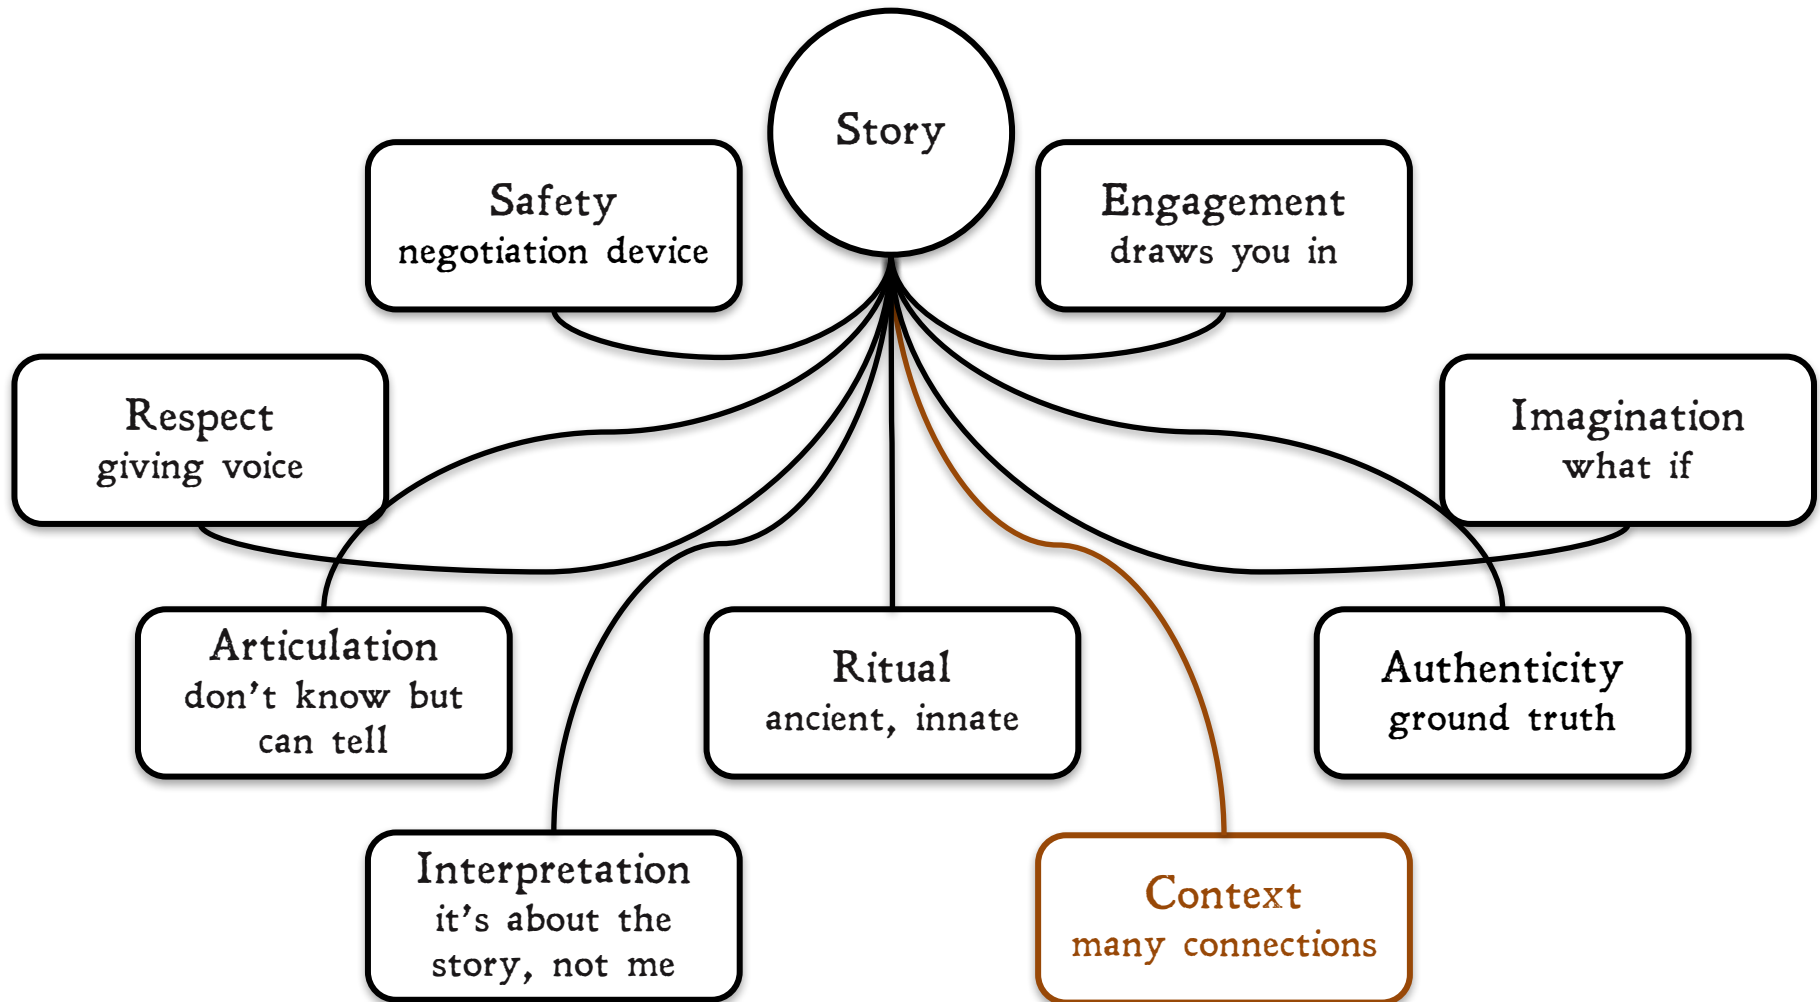 Story
Safety
negotiation device
Engagement
draws you in
Respect
giving voice
Imagination
what if
Articulation
don't know but
can tell
Ritual
ancient, innate
Authenticity
ground truth
Interpretation
it's about the
story, not me
Context
many connections